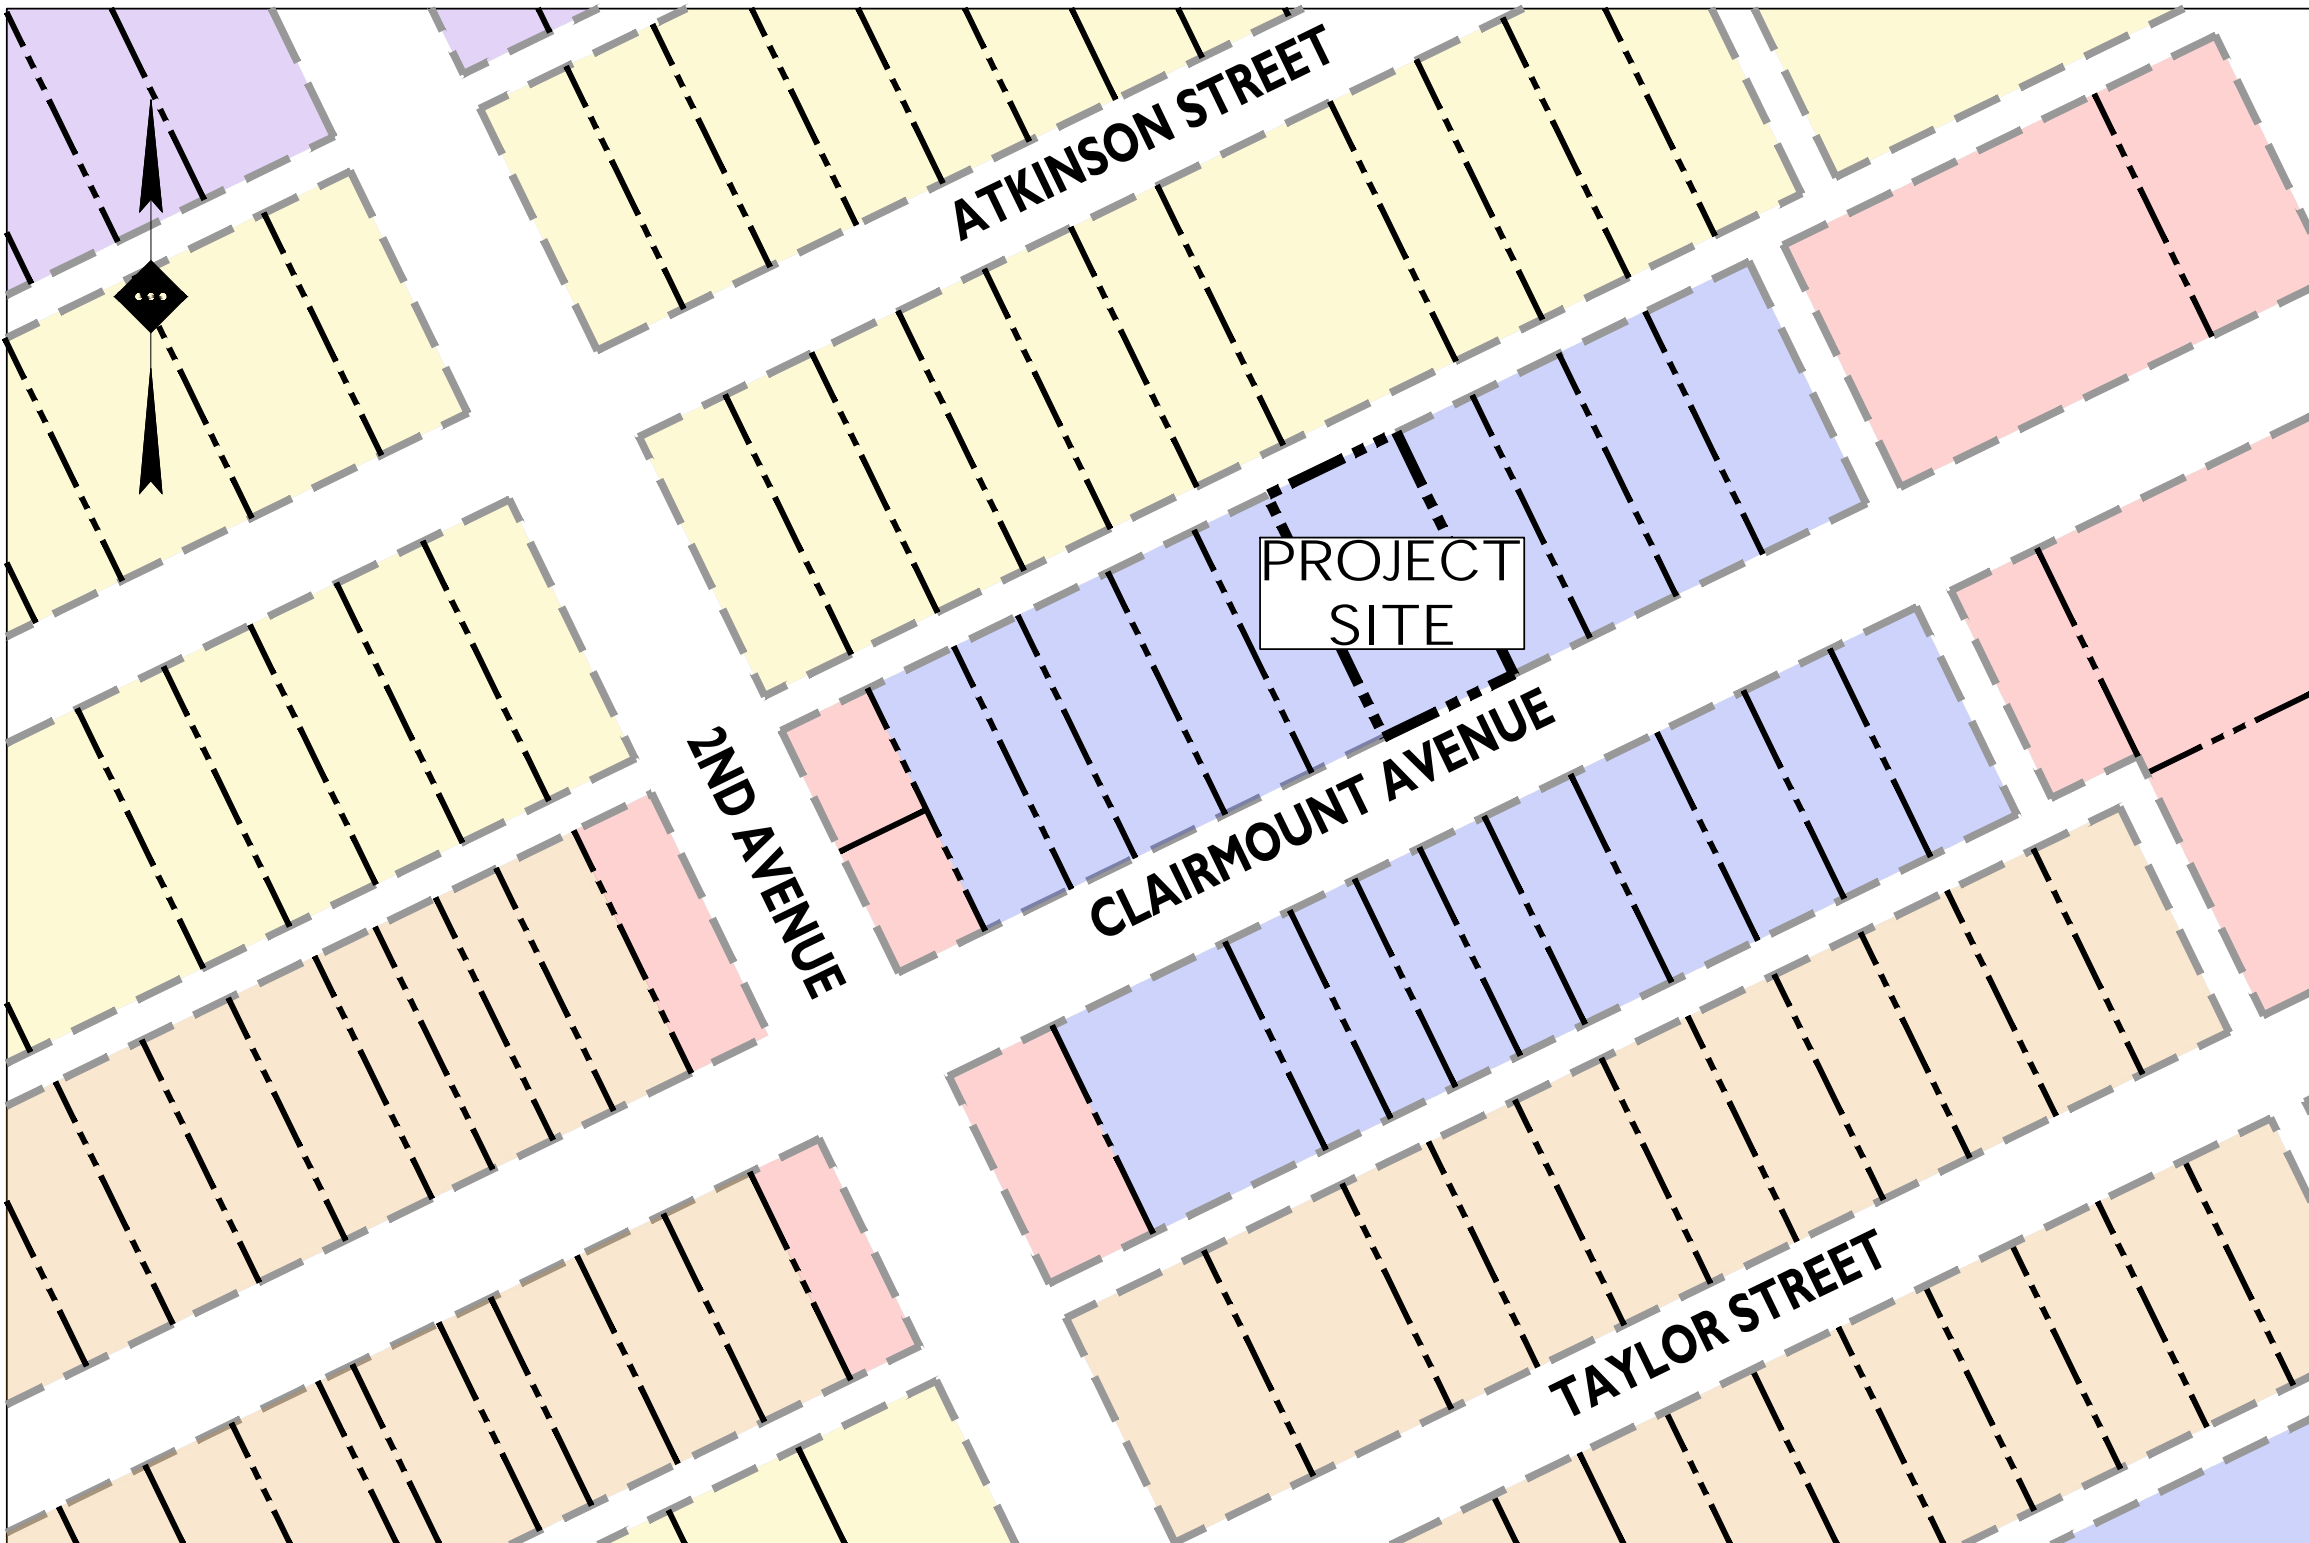 ATKINSON STREET
PROJECT
SITE
2ND AVENUE
CLAIRMOUNT AVENUE
TAYLOR STREET